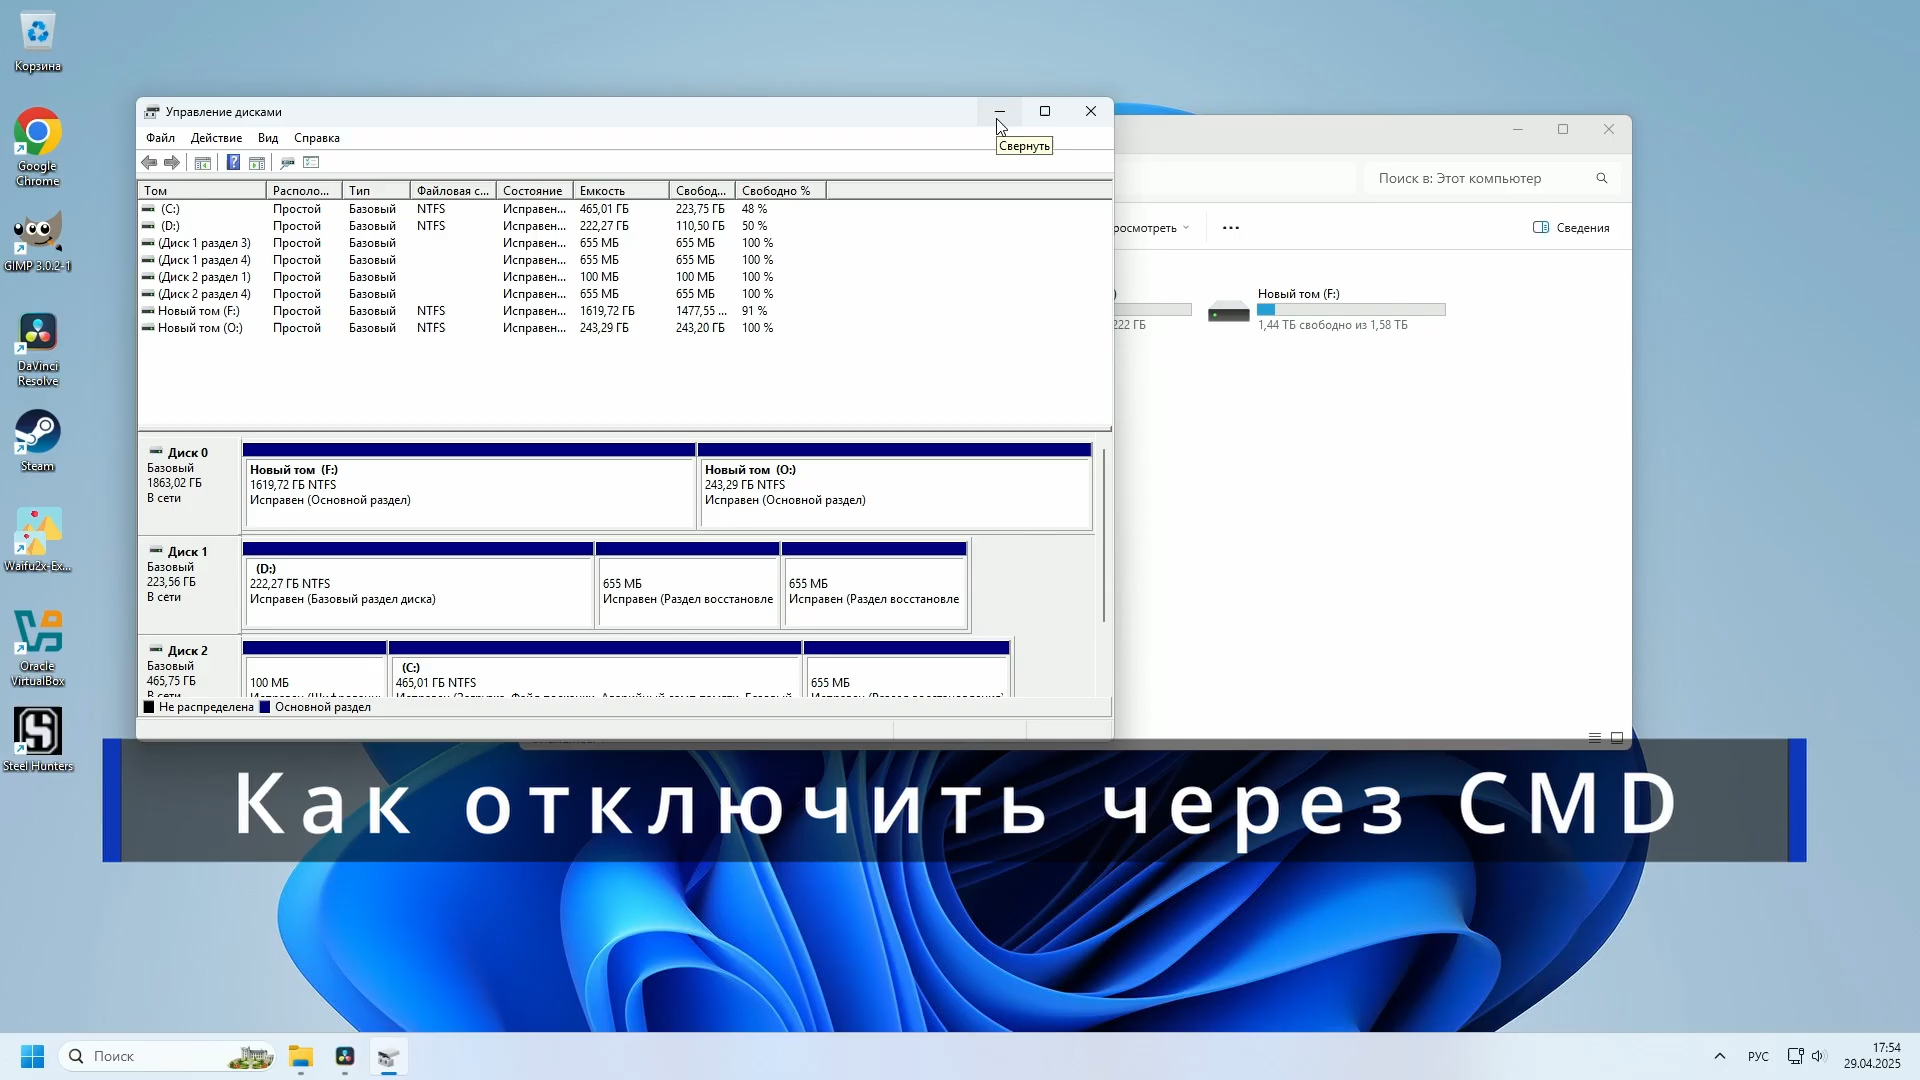 Корзина
Google
Chrome
GIMP 3.0.2-1
DaVinci
Resolve
Steam
Waifu2x-Ex...
Oracle
VirtualBox
Steel Hunters
Управление дисками
Файл Действие Вид Справка
Свернуть
Том Располо... Тип Файловая с... Состояние Емкость Свобод... Свободно %
(C:) Простой Базовый NTFS Исправен... 465,01 ГБ 223,75 ГБ 48 %
(D:) Простой Базовый NTFS Исправен... 222,27 ГБ 110,50 ГБ 50 %
(Диск 1 раздел 3) Простой Базовый Исправен... 655 МБ 655 МБ 100 %
(Диск 1 раздел 4) Простой Базовый Исправен... 655 МБ 655 МБ 100 %
(Диск 2 раздел 1) Простой Базовый Исправен... 100 МБ 100 МБ 100 %
(Диск 2 раздел 4) Простой Базовый Исправен... 655 МБ 655 МБ 100 %
Новый том (F:) Простой Базовый NTFS Исправен... 1619,72 ГБ 1477,55 ... 91 %
Новый том (O:) Простой Базовый NTFS Исправен... 243,29 ГБ 243,20 ГБ 100 %
Диск 0
Базовый
1863,02 ГБ
В сети
Новый том (F:)
1619,72 ГБ NTFS
Исправен (Основной раздел)
Новый том (O:)
243,29 ГБ NTFS
Исправен (Основной раздел)
Диск 1
Базовый
223,56 ГБ
В сети
(D:)
222,27 ГБ NTFS
Исправен (Базовый раздел диска)
655 МБ
Исправен (Раздел восстановле
655 МБ
Исправен (Раздел восстановле
Диск 2
Базовый
465,75 ГБ
В сети
100 МБ
(C:)
465,01 ГБ NTFS
655 МБ
Не распределена Основной раздел
Поиск в: Этот компьютер
росмотреть ... Сведения
)
222 ГБ
Новый том (F:)
1,44 ТБ свободно из 1,58 ТБ
Как отключить через CMD
Поиск
РУС
17:54
29.04.2025